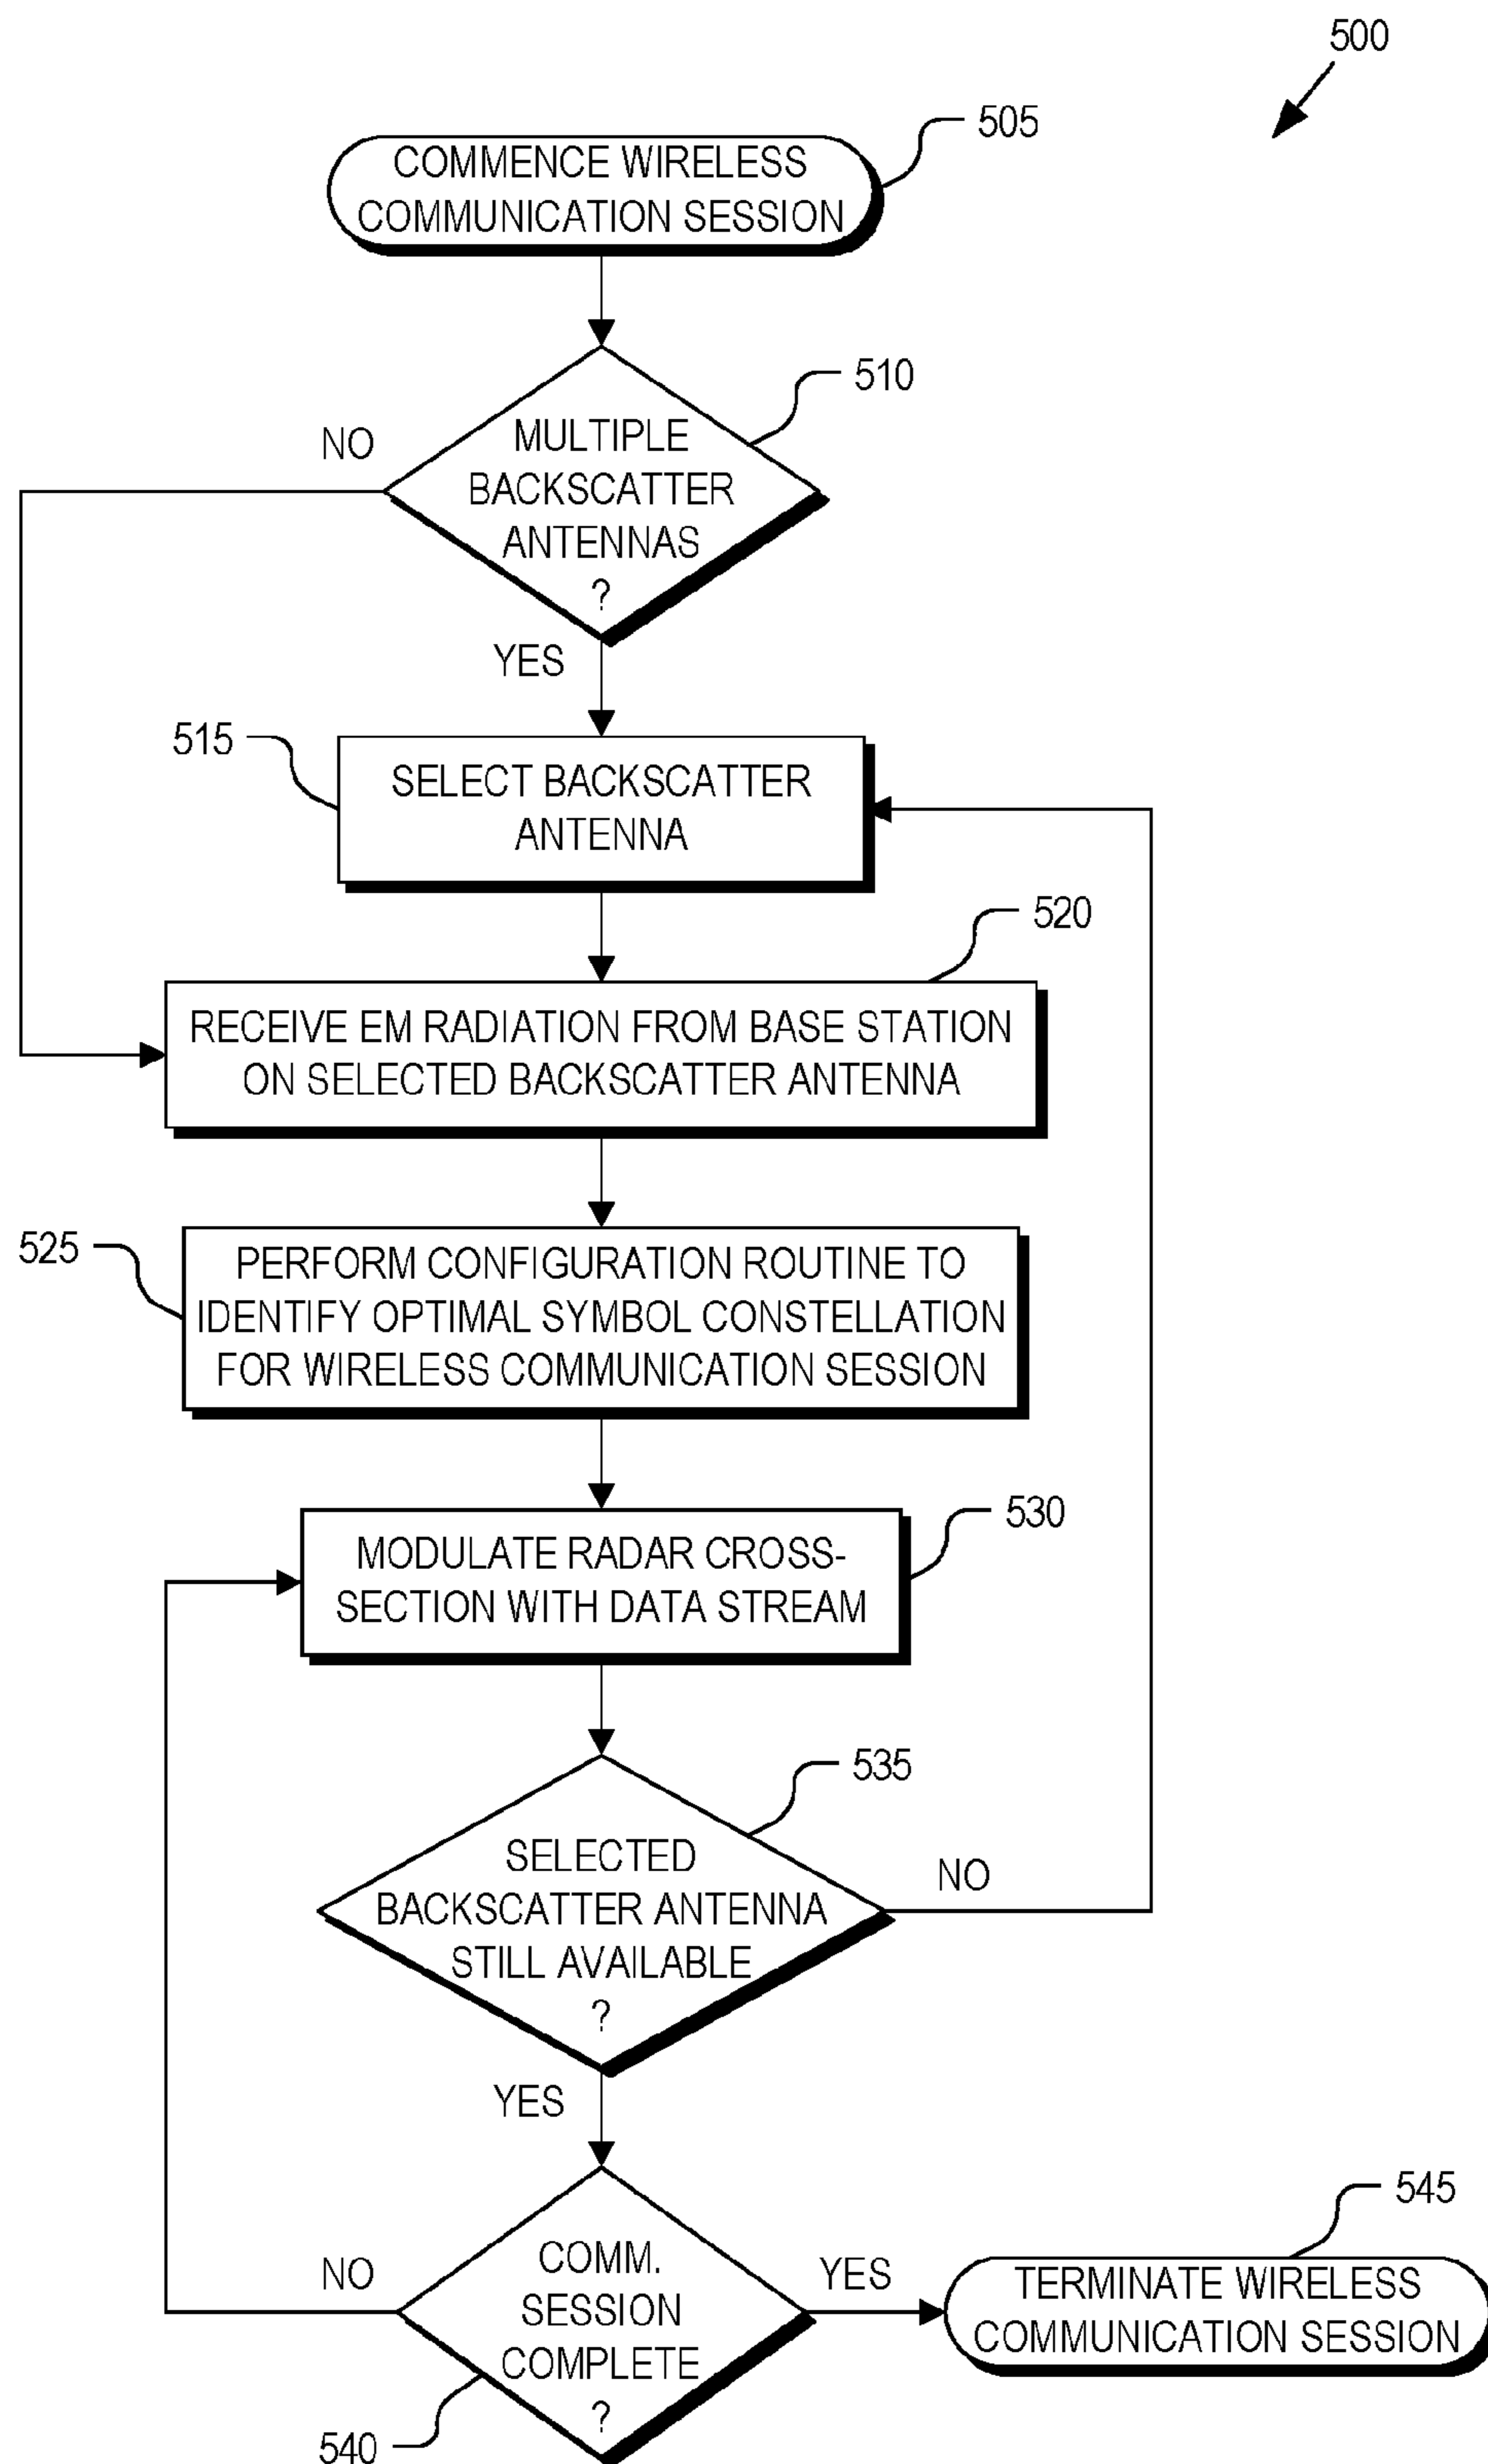 500
COMMENCE WIRELESS
COMMUNICATION SESSION
505
MULTIPLE
BACKSCATTER
ANTENNAS
?
510
NO
YES
515
SELECT BACKSCATTER
ANTENNA
520
RECEIVE EM RADIATION FROM BASE STATION
ON SELECTED BACKSCATTER ANTENNA
525
PERFORM CONFIGURATION ROUTINE TO
IDENTIFY OPTIMAL SYMBOL CONSTELLATION
FOR WIRELESS COMMUNICATION SESSION
530
MODULATE RADAR CROSS-
SECTION WITH DATA STREAM
535
SELECTED
BACKSCATTER ANTENNA
STILL AVAILABLE
?
NO
YES
COMM.
SESSION
COMPLETE
?
540
NO
YES
545
TERMINATE WIRELESS
COMMUNICATION SESSION